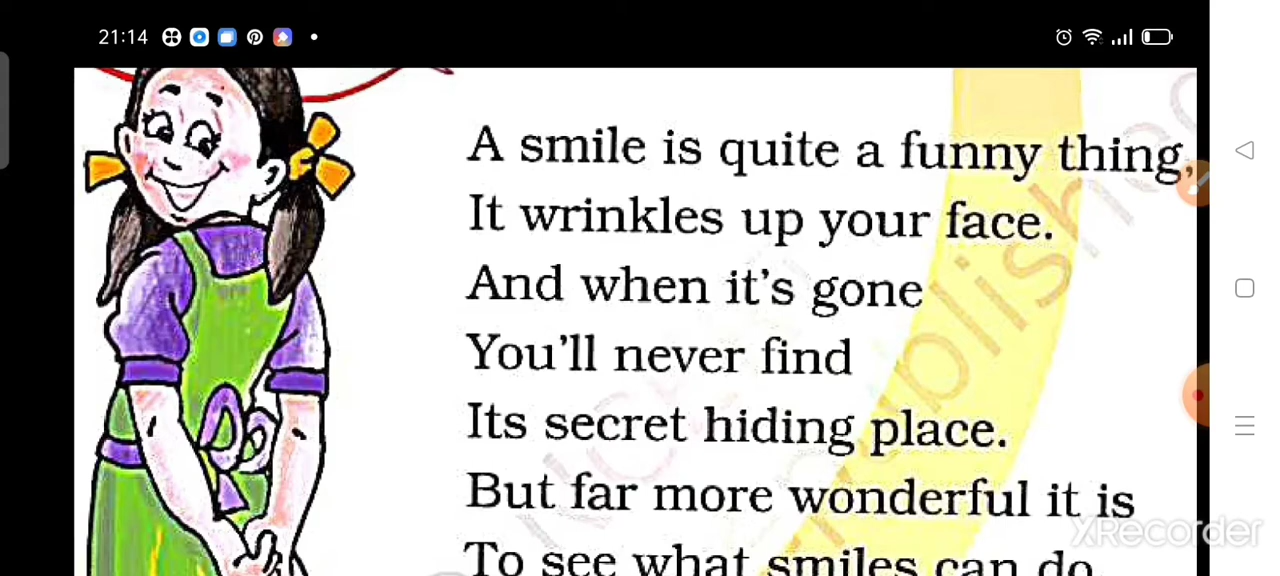 21:14
A smile is quite a funny thing,
It wrinkles up your face.
And when it's gone
You'll never find
Its secret hiding place.
But far more wonderful it is
To see what smiles can do
XRecorder